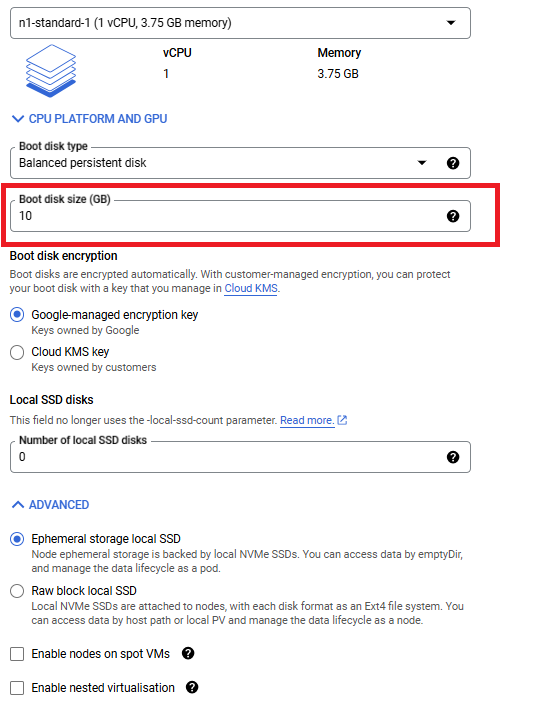 n1-standard-1 (1 vCPU, 3.75 GB memory)
vCPU Memory
1 3.75 GB
CPU PLATFORM AND GPU
Boot disk type
Balanced persistent disk
Boot disk size (GB)
10
Boot disk encryption
Boot disks are encrypted automatically. With customer-managed encryption, you can protect
your boot disk with a key that you manage in Cloud KMS.
Google-managed encryption key
Keys owned by Google
Cloud KMS key
Keys owned by customers
Local SSD disks
This field no longer uses the -local-ssd-count parameter. Read more.
Number of local SSD disks
0
ADVANCED
Ephemeral storage local SSD
Node ephemeral storage is backed by local NVMe SSDs. You can access data by emptyDir,
and manage the data lifecycle as a pod.
Raw block local SSD
Local NVMe SSDs are attached to nodes, with each disk format as an Ext4 file system. You
can access data by host path or local PV and manage the data lifecycle as a node.
Enable nodes on spot VMs
Enable nested virtualisation